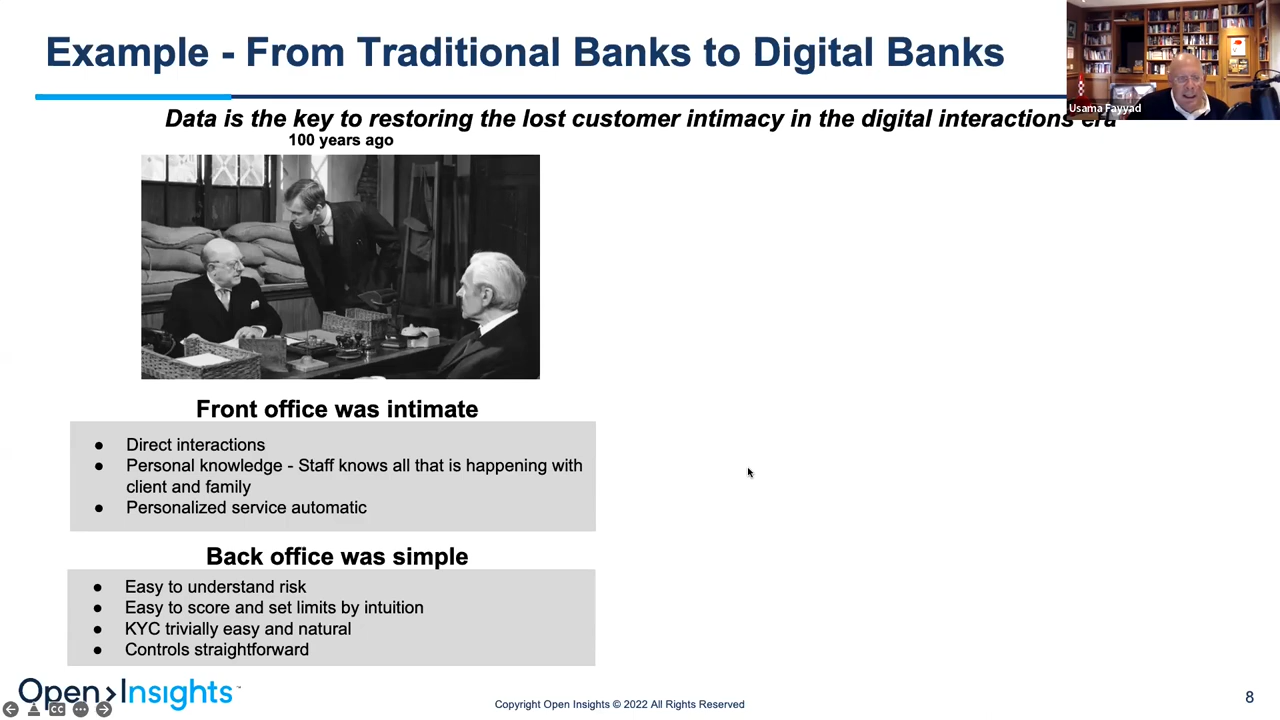 Example - From Traditional Banks to Digital Banks
Usama Fayyad
Data is the key to restoring the lost customer intimacy in the digital interactions era
100 years ago
Front office was intimate
● Direct interactions
● Personal knowledge - Staff knows all that is happening with
client and family
● Personalized service automatic
Back office was simple
● Easy to understand risk
● Easy to score and set limits by intuition
● KYC trivially easy and natural
● Controls straightforward
Open>Insights™
CC
Copyright Open Insights © 2022 All Rights Reserved
8